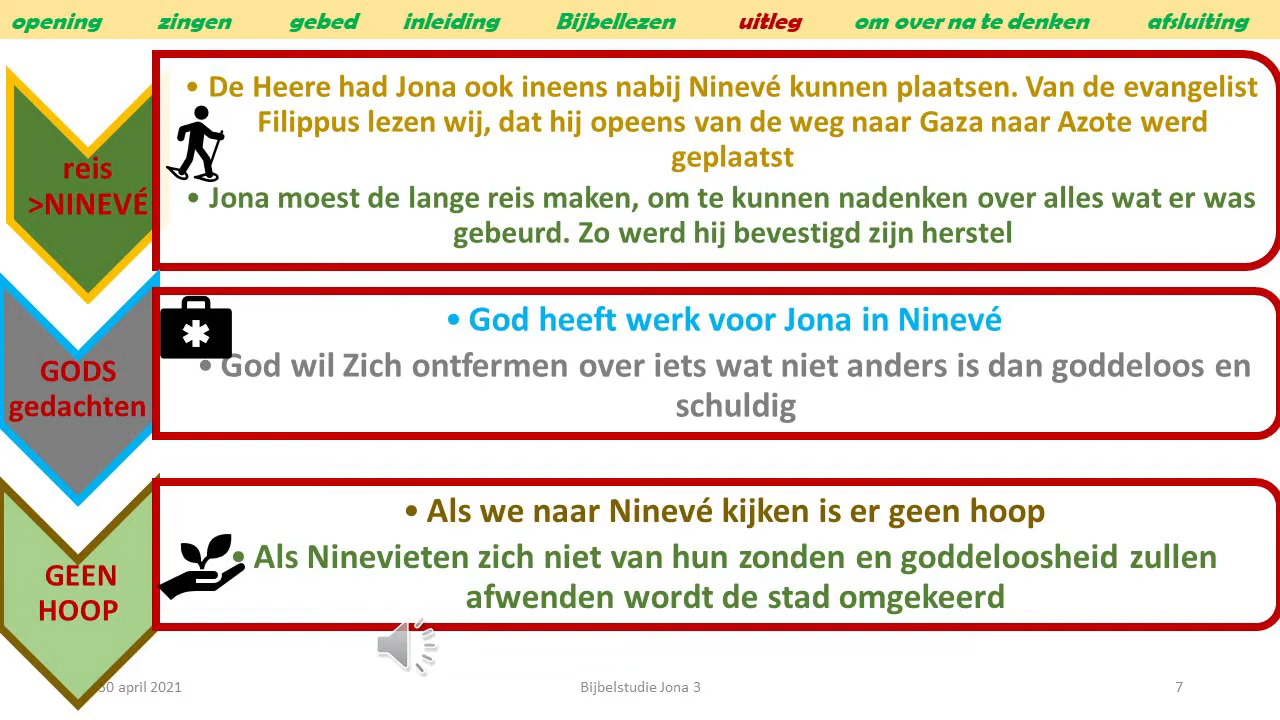 opening zingen gebed inleiding Bijbellezen uitleg om over na te denken afsluiting
reis
>NINEVÉ
• De Heere had Jona ook ineens nabij Ninevé kunnen plaatsen. Van de evangelist
Filippus lezen wij, dat hij opeens van de weg naar Gaza naar Azote werd
geplaatst
• Jona moest de lange reis maken, om te kunnen nadenken over alles wat er was
gebeurd. Zo werd hij bevestigd zijn herstel
GODS
gedachten
• God heeft werk voor Jona in Ninevé
• God wil Zich ontfermen over iets wat niet anders is dan goddeloos en
schuldig
GEEN
HOOP
• Als we naar Ninevé kijken is er geen hoop
• Als Ninevieten zich niet van hun zonden en goddeloosheid zullen
afwenden wordt de stad omgekeerd
30 april 2021 Bijbelstudie Jona 3 7